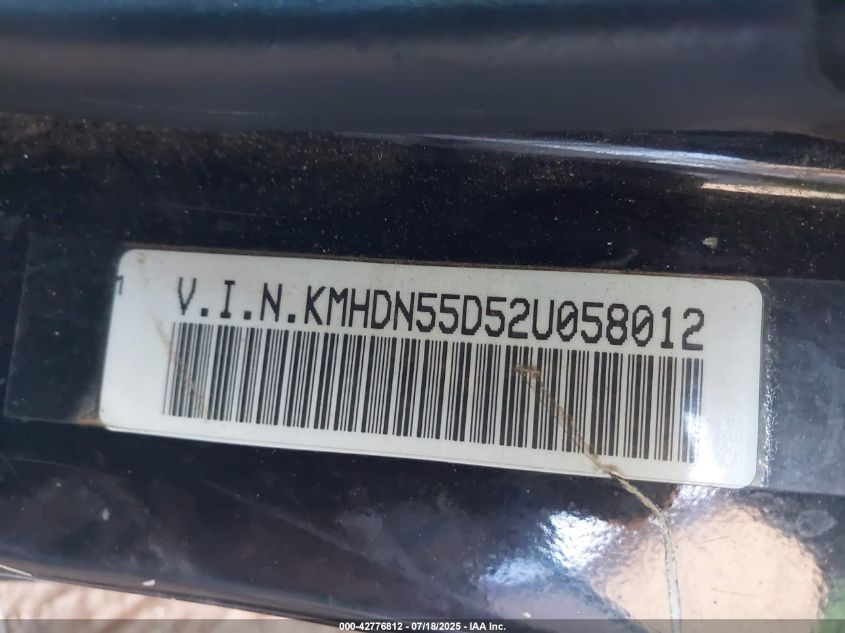 V.I.N.KMHDN55D52U058012
000-42776812 - 07/18/2025 - IAA Inc.